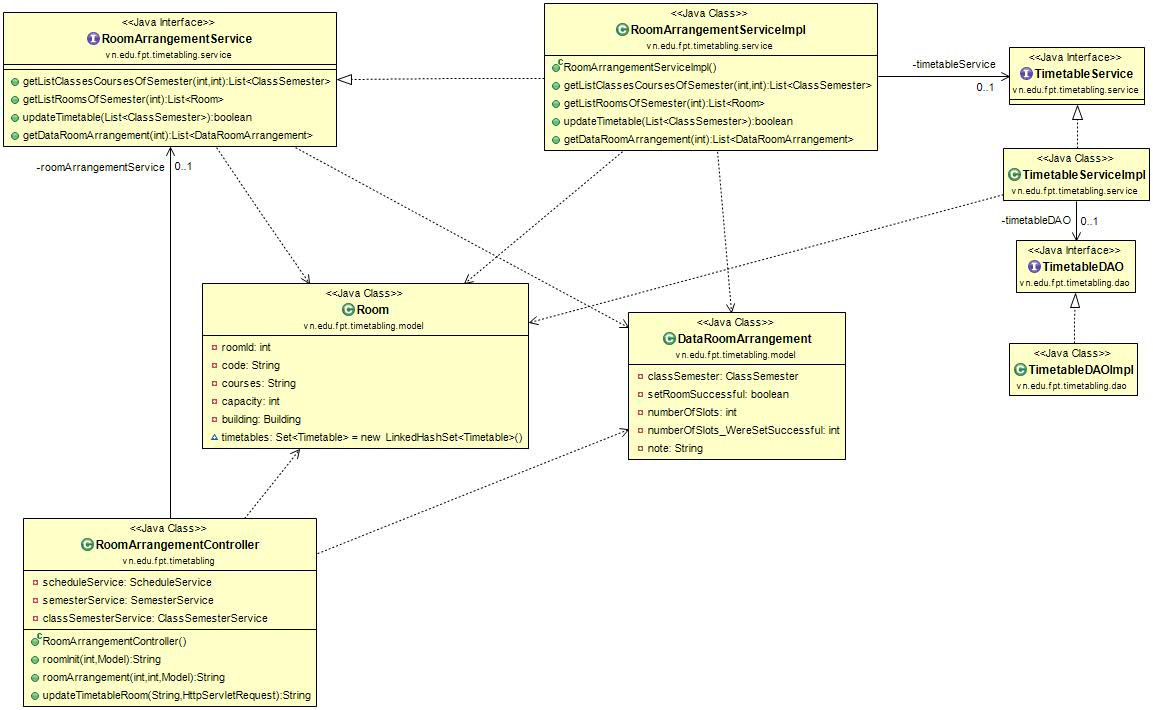 <<Java Interface>>
RoomArrangementService
vn.edu.fpt.timetabling.service
getListClassesCoursesOfSemester(int,int):List<ClassSemester>
getListRoomsOfSemester(int):List<Room>
updateTimetable(List<ClassSemester>):boolean
getDataRoomArrangement(int):List<DataRoomArrangement>
<<Java Class>>
RoomArrangementServiceImpl
vn.edu.fpt.timetabling.service
RoomArrangementServiceImpl()
getListClassesCoursesOfSemester(int,int):List<ClassSemester>
getListRoomsOfSemester(int):List<Room>
updateTimetable(List<ClassSemester>):boolean
getDataRoomArrangement(int):List<DataRoomArrangement>
-timetableService
0..1
<<Java Interface>>
TimetableService
vn.edu.fpt.timetabling.service
<<Java Class>>
TimetableServiceImpl
vn.edu.fpt.timetabling.service
-timetableDAO
0..1
<<Java Interface>>
TimetableDAO
vn.edu.fpt.timetabling.dao
<<Java Class>>
TimetableDAOImpl
vn.edu.fpt.timetabling.dao
-roomArrangementService
0..1
<<Java Class>>
Room
vn.edu.fpt.timetabling.model
roomId: int
code: String
courses: String
capacity: int
building: Building
timetables: Set<Timetable> = new LinkedHashSet<Timetable>()
<<Java Class>>
DataRoomArrangement
vn.edu.fpt.timetabling.model
classSemester: ClassSemester
setRoomSuccessful: boolean
numberOfSlots: int
numberOfSlots_WereSetSuccessful: int
note: String
<<Java Class>>
RoomArrangementController
vn.edu.fpt.timetabling
scheduleService: ScheduleService
semesterService: SemesterService
classSemesterService: ClassSemesterService
RoomArrangementController()
roomInit(int,Model):String
roomArrangement(int,int,Model):String
updateTimetableRoom(String,HttpServletRequest):String